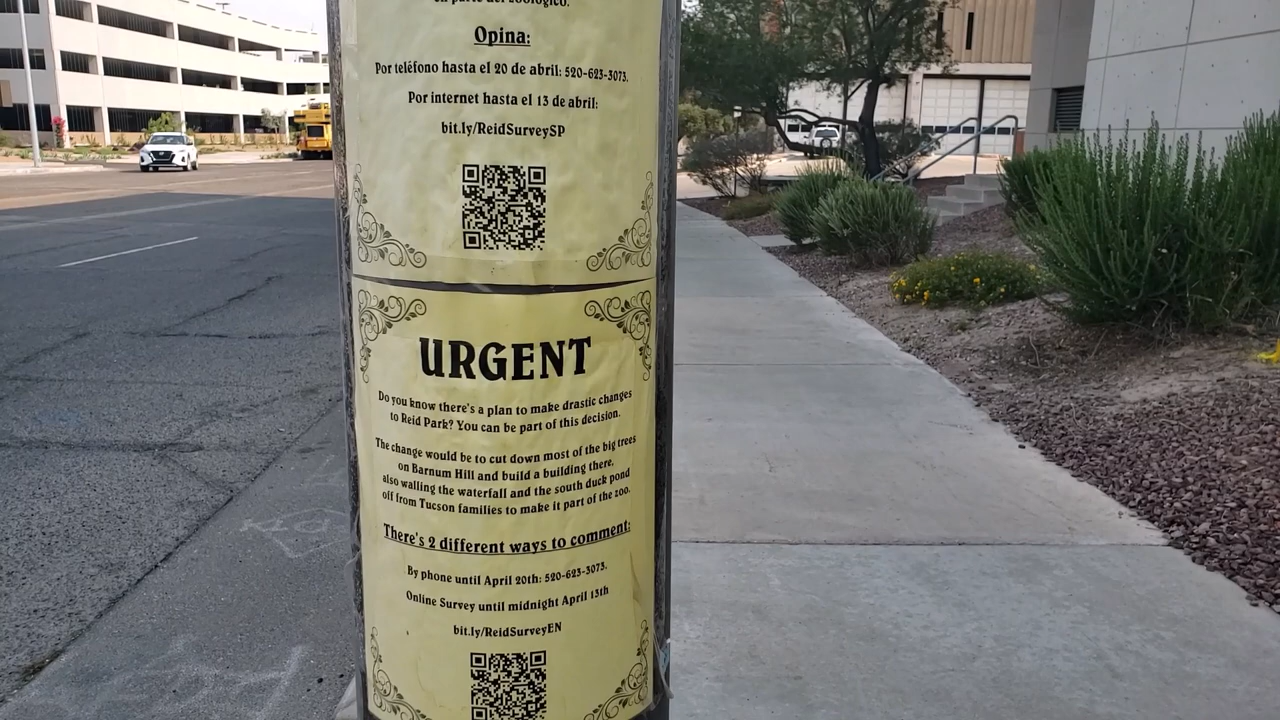 en parte del zoológico.
Opina:
Por teléfono hasta el 20 de abril: 520-623-3073.
Por internet hasta el 13 de abril:
bit.ly/ReidSurveySP
URGENT
Do you know there's a plan to make drastic changes
to Reid Park? You can be part of this decision.
The change would be to cut down most of the big trees
on Barnum Hill and build a building there,
also walling the waterfall and the south duck pond
off from Tucson families to make it part of the zoo.
There's 2 different ways to comment:
By phone until April 20th: 520-623-3073.
Online Survey until midnight April 13th
bit.ly/ReidSurveyEN